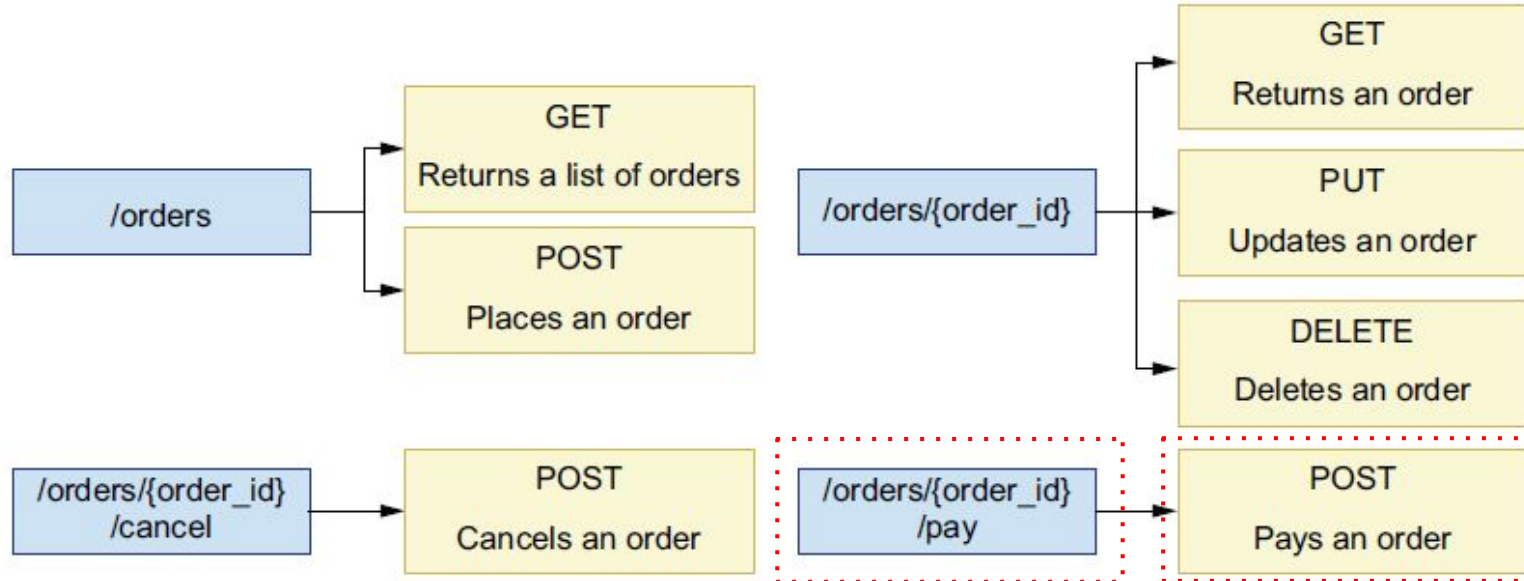 /orders
GET
Returns a list of orders
POST
Places an order
/orders/{order_id}
GET
Returns an order
PUT
Updates an order
DELETE
Deletes an order
/orders/{order_id}
/cancel
POST
Cancels an order
/orders/{order_id}
/pay
POST
Pays an order